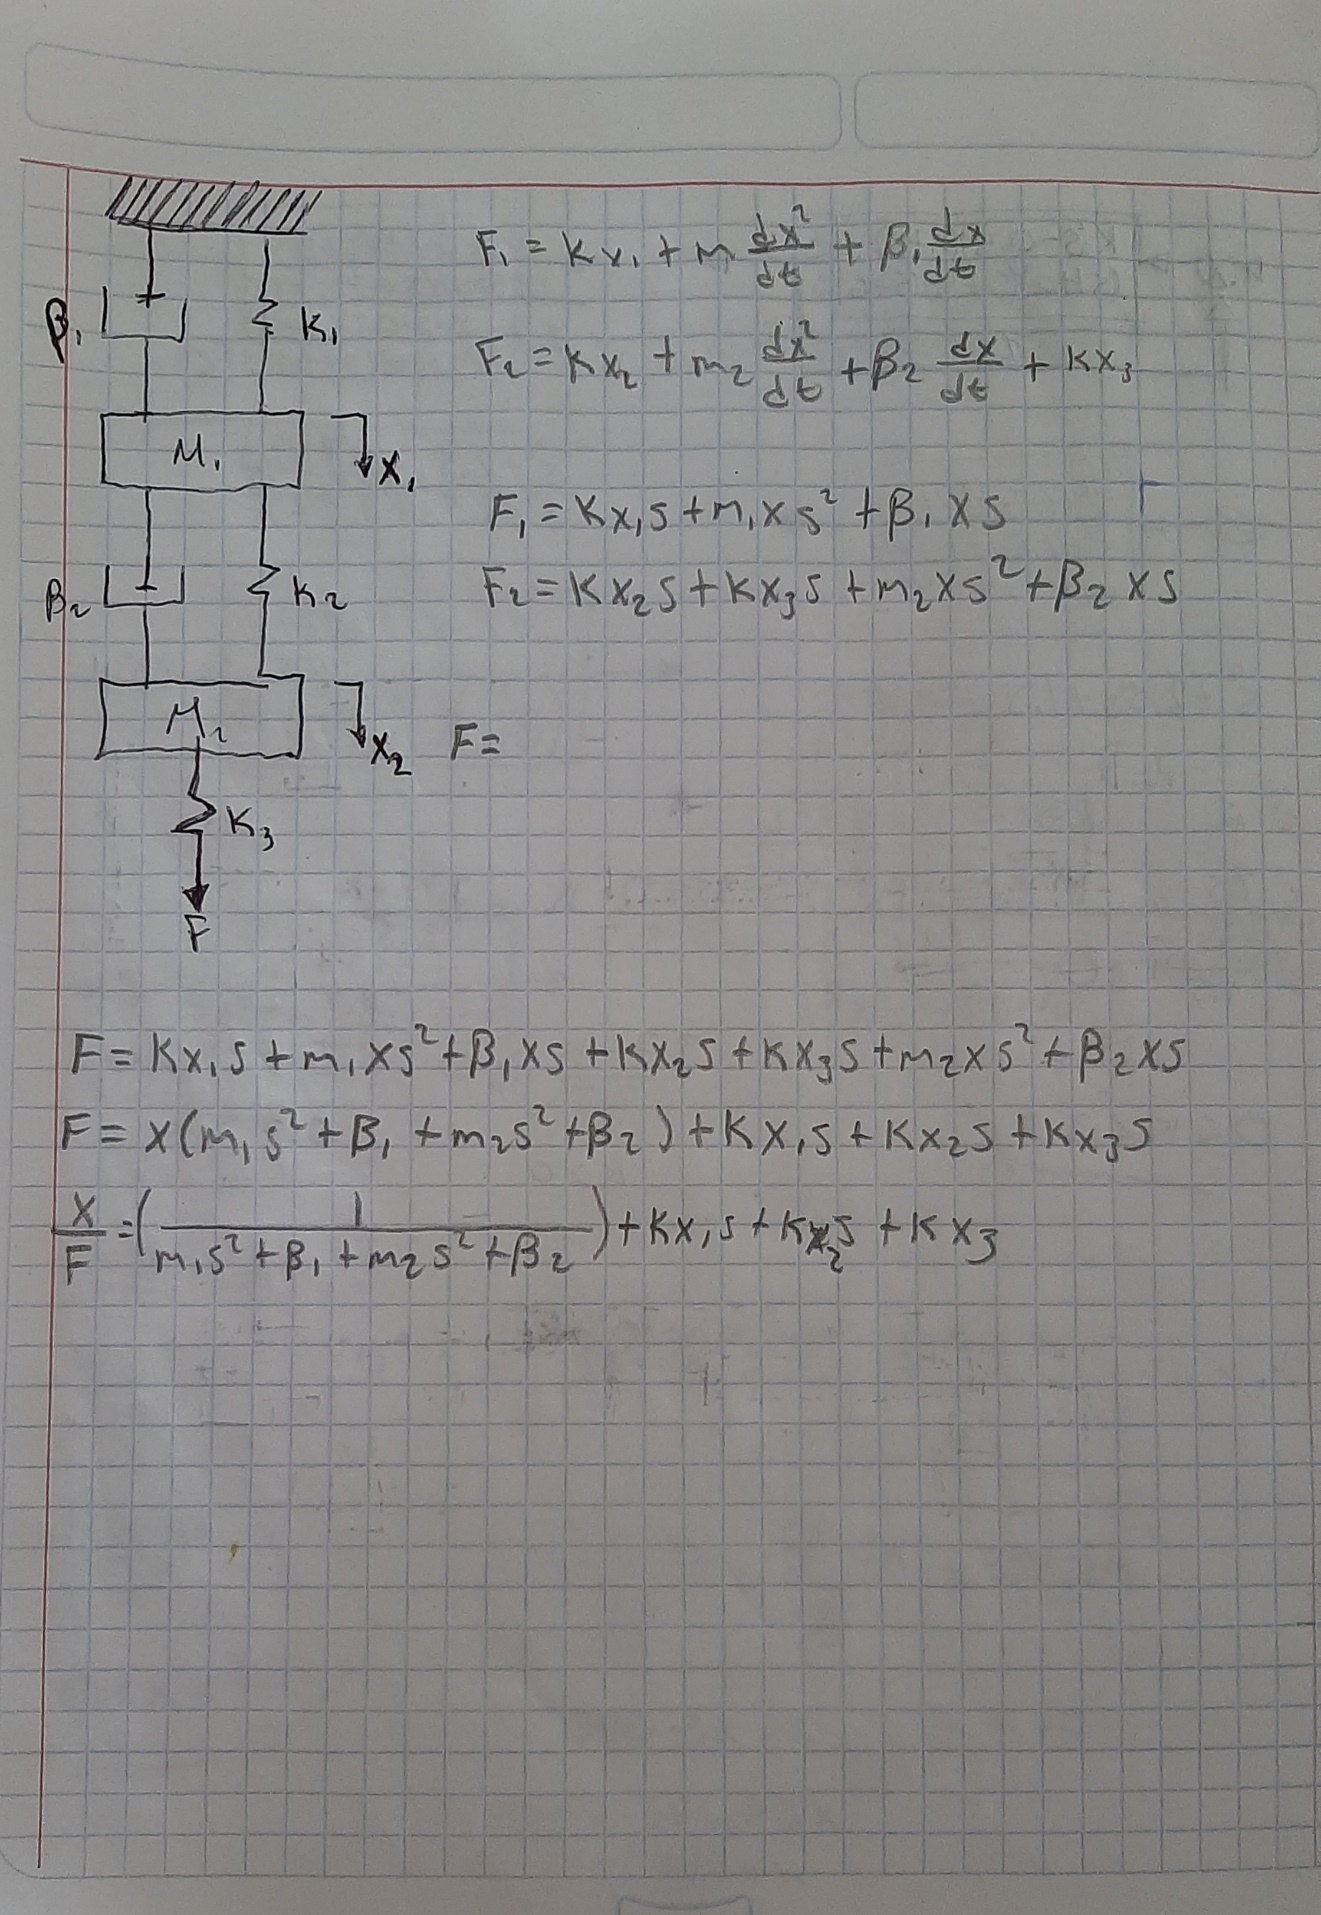 β₁
K₁
M₁
x₁
β₂
K₂
M₂
x₂
K₃
F
F₁ = Kx₁ + m dx²/dt + β₁ dx/dt
F₂ = Kx₂ + m₂ dx²/dt + β₂ dx/dt + Kx₃
F₁ = Kx₁s + m₁xs² + β₁xs
F₂ = Kx₂s + Kx₃s + m₂xs² + β₂xs
F=
F = Kx₁s + m₁xs² + β₁xs + Kx₂s + Kx₃s + m₂xs² + β₂xs
F = x(m₁s² + β₁ + m₂s² + β₂) + Kx₁s + Kx₂s + Kx₃s
x/F = (1/(m₁s² + β₁ + m₂s² + β₂)) + Kx₁s + Kx₂s + Kx₃